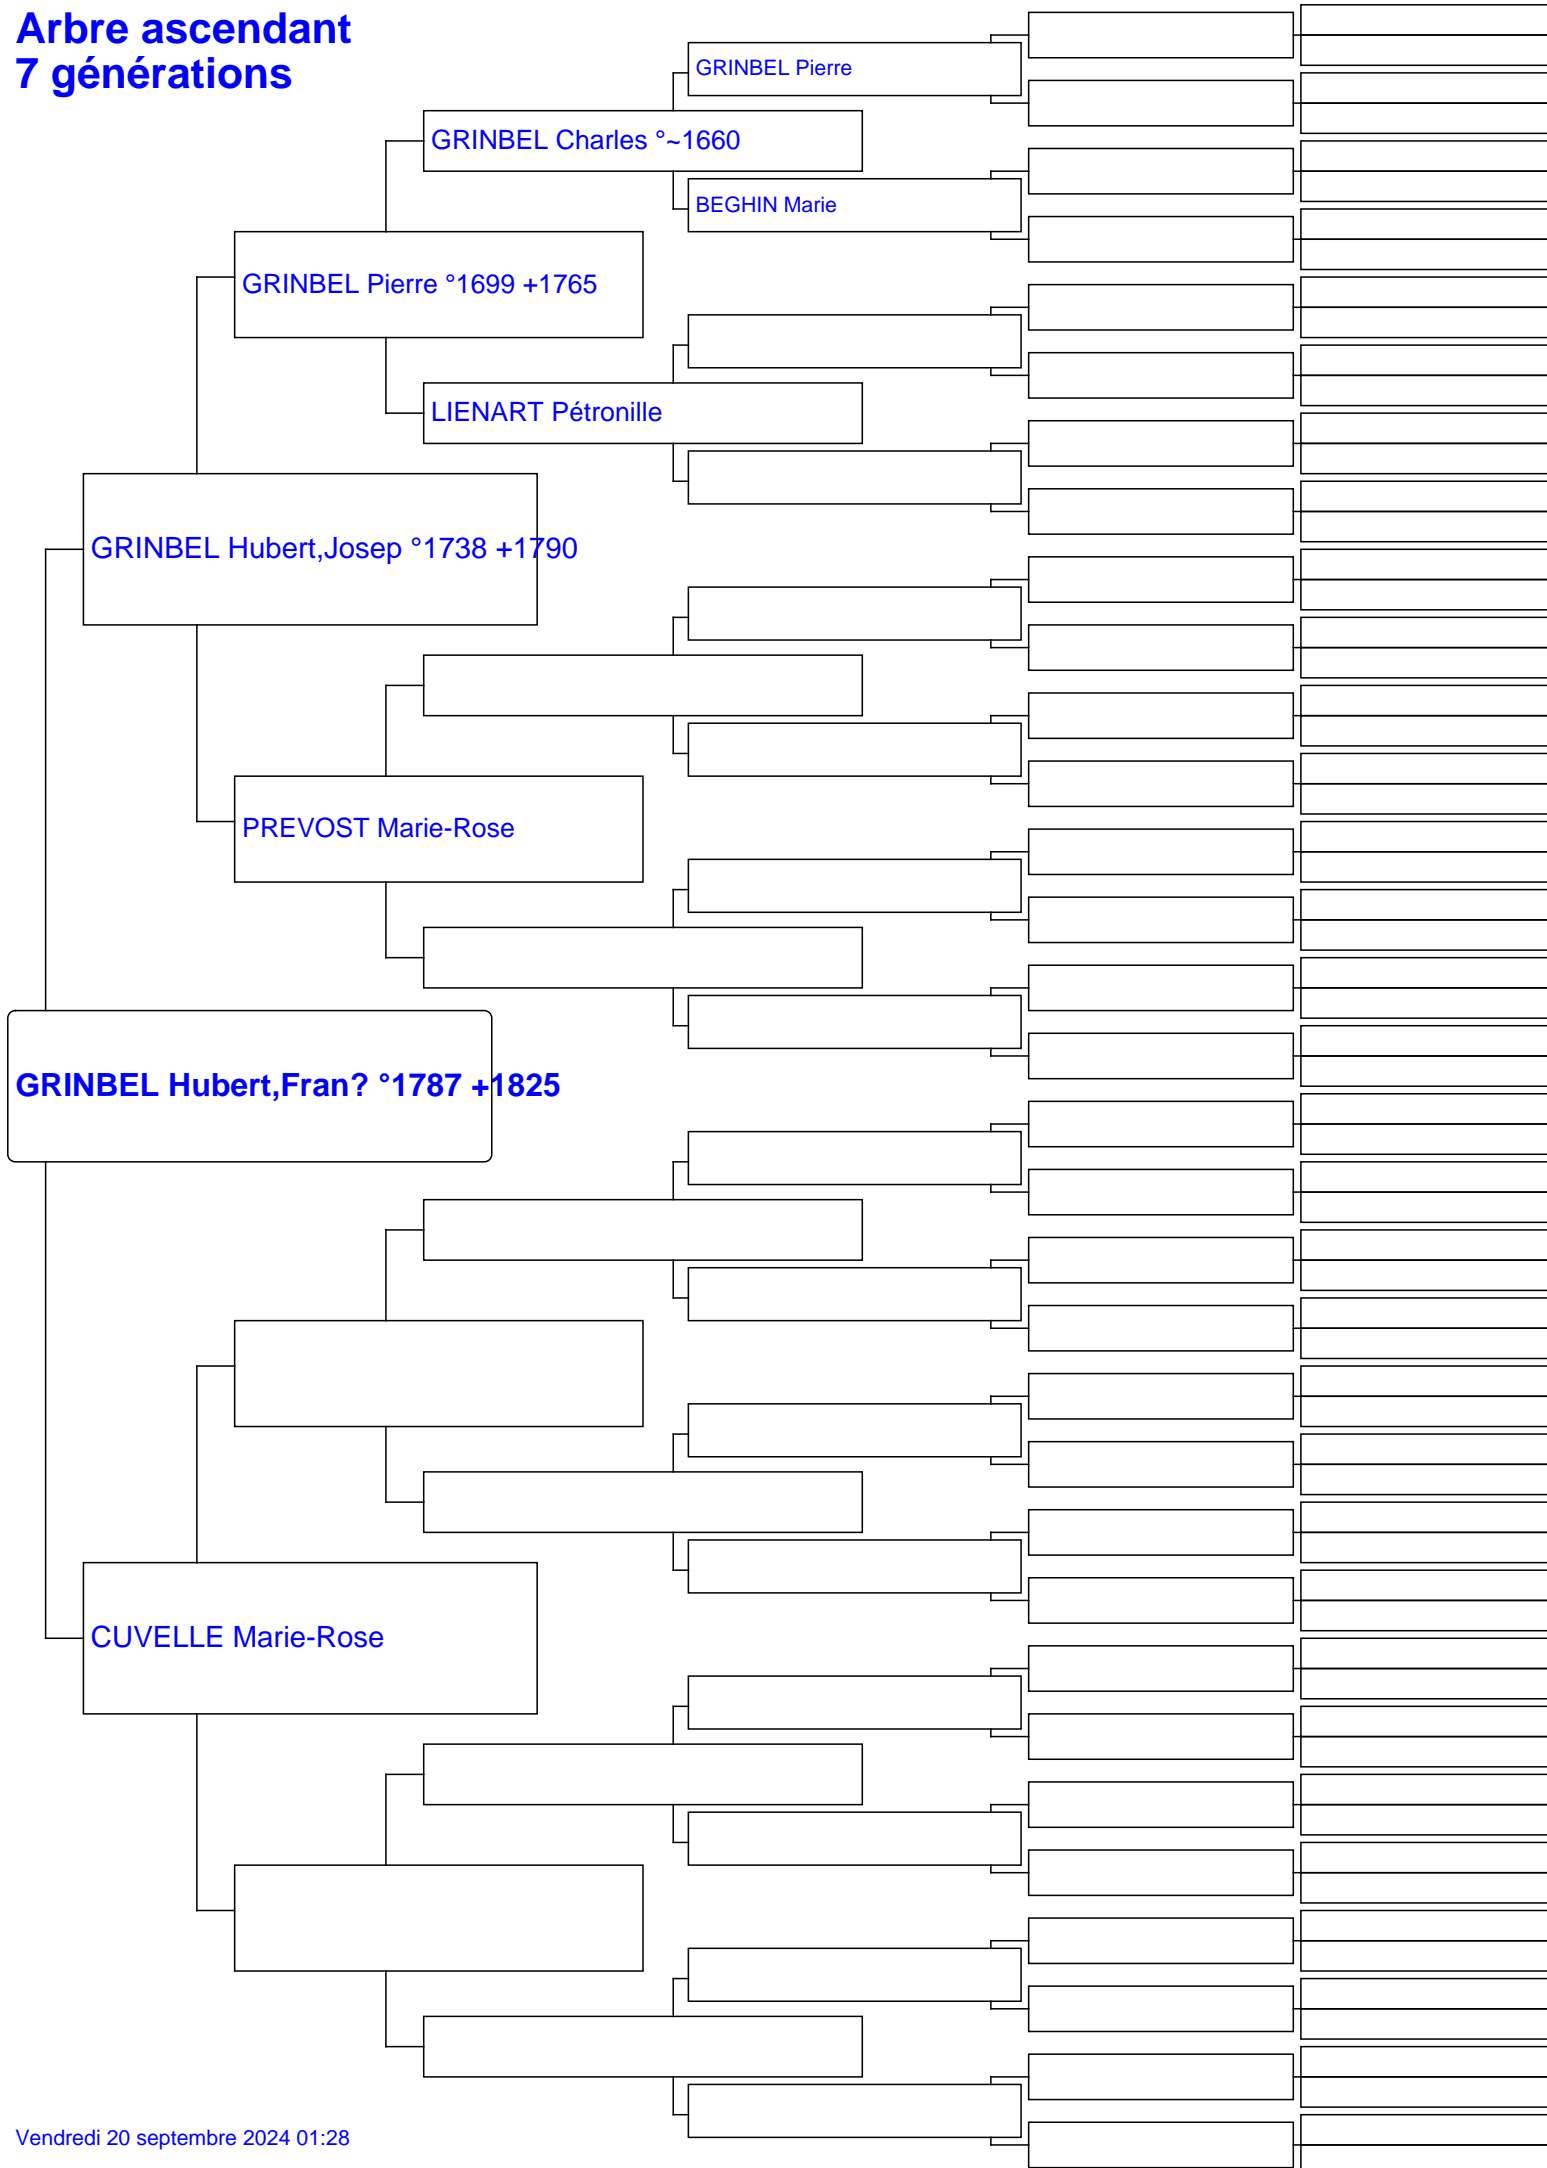 Arbre ascendant
7 générations
GRINBEL Pierre
GRINBEL Charles °~1660
BEGHIN Marie
GRINBEL Pierre °1699 +1765
LIENART Pétronille
GRINBEL Hubert,Josep °1738 +1790
PREVOST Marie-Rose
GRINBEL Hubert,Fran? °1787 +1825
CUVELLE Marie-Rose
Vendredi 20 septembre 2024 01:28